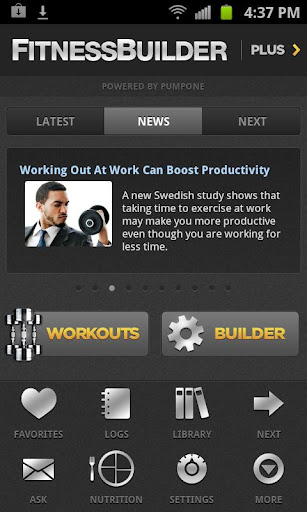 4:37 PM
FITNESSBUILDER PLUS
POWERED BY PUMPONE
LATEST NEWS NEXT
Working Out At Work Can Boost Productivity
A new Swedish study shows that
taking time to exercise at work
may make you more productive
even though you are working for
less time.
WORKOUTS BUILDER
FAVORITES LOGS LIBRARY NEXT
ASK NUTRITION SETTINGS MORE